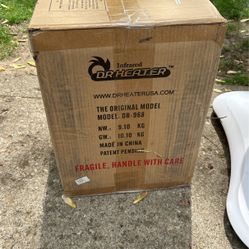 Infrared
DR HEATER™
WWW.DRHEATERUSA.COM
THE ORIGINAL MODEL
MODEL: DR-968
NW.: 9.10 KG
GW.: 10.10 KG
MADE IN CHINA
PATENT PENDING
FRAGILE, HANDLE WITH CARE